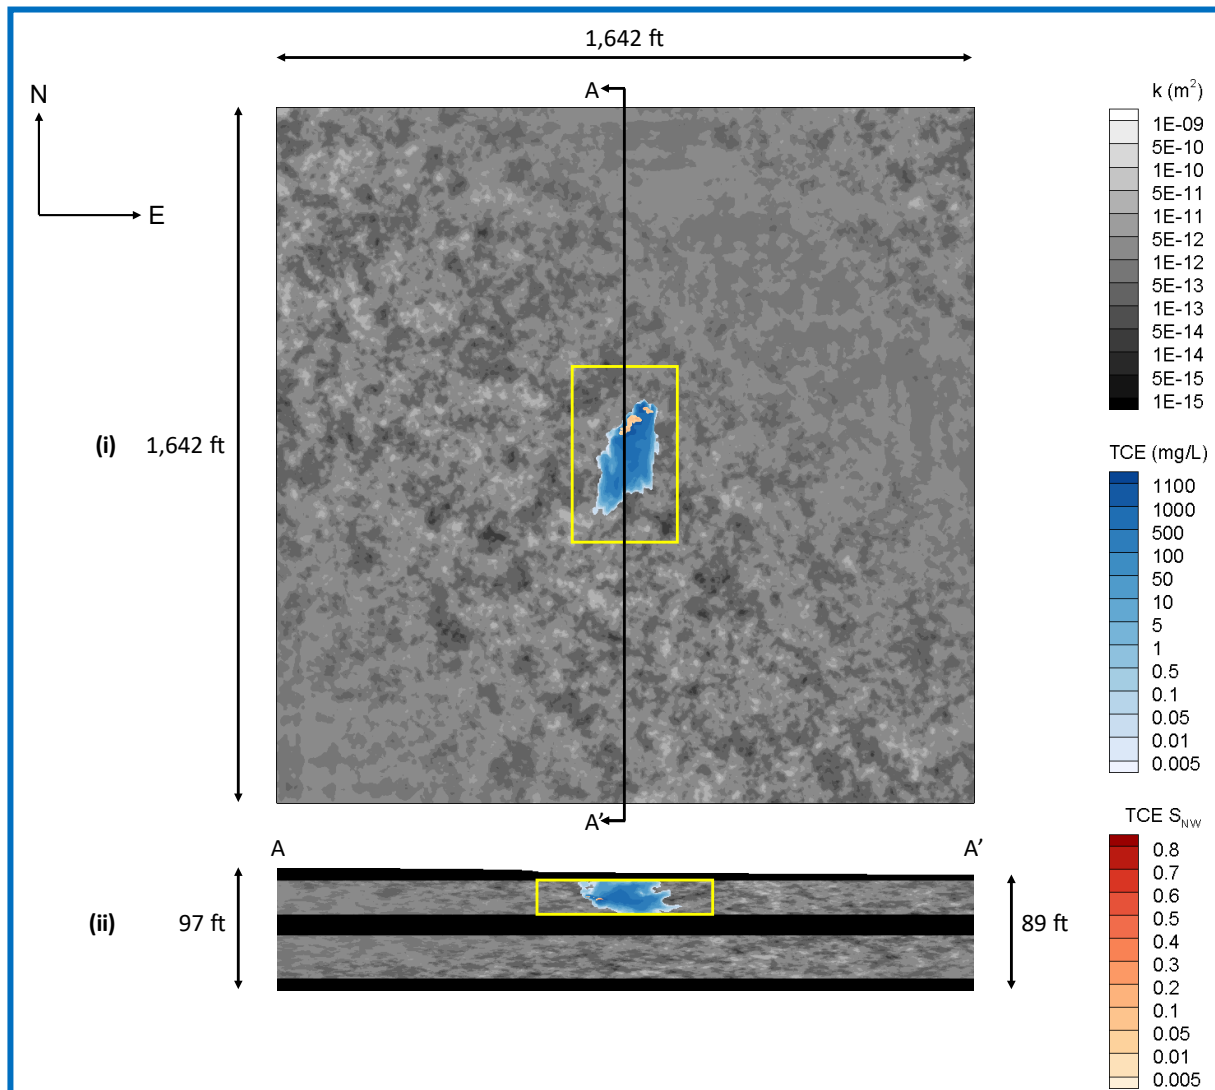 1,642 ft
N
E
A
(i)
1,642 ft
A'
A
A’
(ii)
97 ft
89 ft
k (m²)
1E-09
5E-10
1E-10
5E-11
1E-11
5E-12
1E-12
5E-13
1E-13
5E-14
1E-14
5E-15
1E-15
TCE (mg/L)
1100
1000
500
100
50
10
5
1
0.5
0.1
0.05
0.01
0.005
TCE S_NW
0.8
0.7
0.6
0.5
0.4
0.3
0.2
0.1
0.05
0.01
0.005